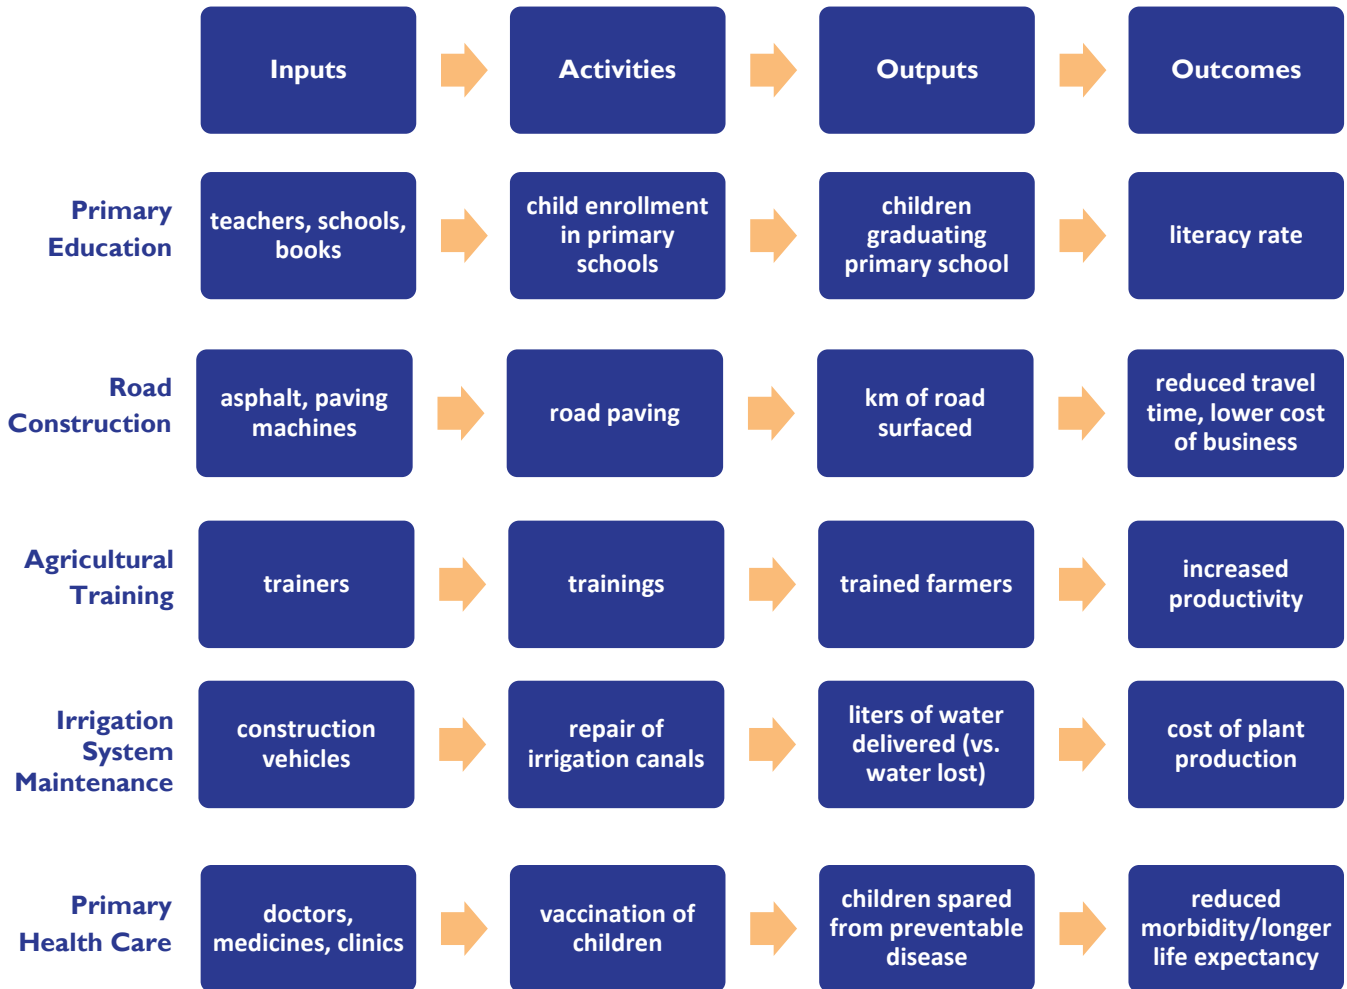 Inputs
Activities
Outputs
Outcomes
Primary
Education
teachers, schools,
books
child enrollment
in primary
schools
children
graduating
primary school
literacy rate
Road
Construction
asphalt, paving
machines
road paving
km of road
surfaced
reduced travel
time, lower cost
of business
Agricultural
Training
trainers
trainings
trained farmers
increased
productivity
Irrigation
System
Maintenance
construction
vehicles
repair of
irrigation canals
liters of water
delivered (vs.
water lost)
cost of plant
production
Primary
Health Care
doctors,
medicines, clinics
vaccination of
children
children spared
from preventable
disease
reduced
morbidity/longer
life expectancy